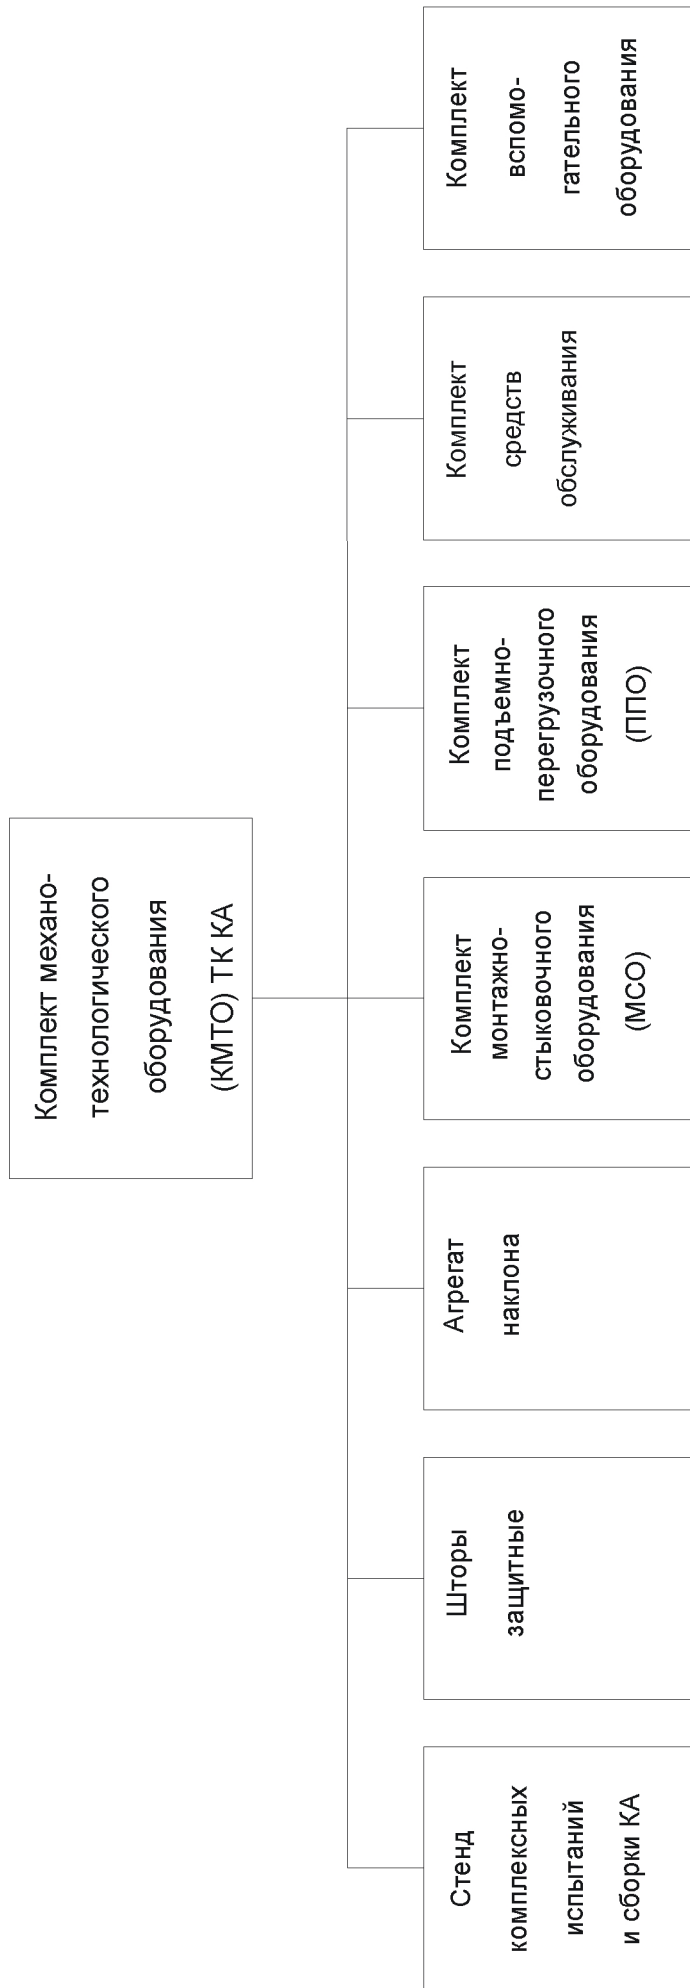 Комплект механо-
технологического
оборудования
(КМТО) ТК КА
Стенд
комплексных
испытаний
и сборки КА
Шторы
защитные
Агрегат
наклона
Комплект
монтажно-
стыковочного
оборудования
(МСО)
Комплект
подъемно-
перегрузочного
оборудования
(ППО)
Комплект
средств
обслуживания
Комплект
вспомо-
гательного
оборудования